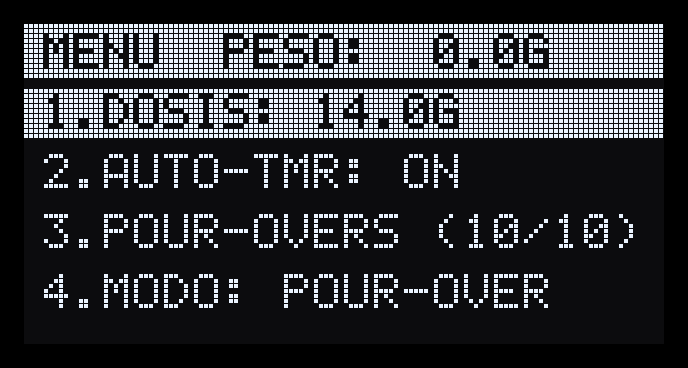 MENU PESO: 0.0G
1.DOSIS: 14.0G
2.AUTO-TMR: ON
3.POUR-OVERS (10/10)
4.MODO: POUR-OVER